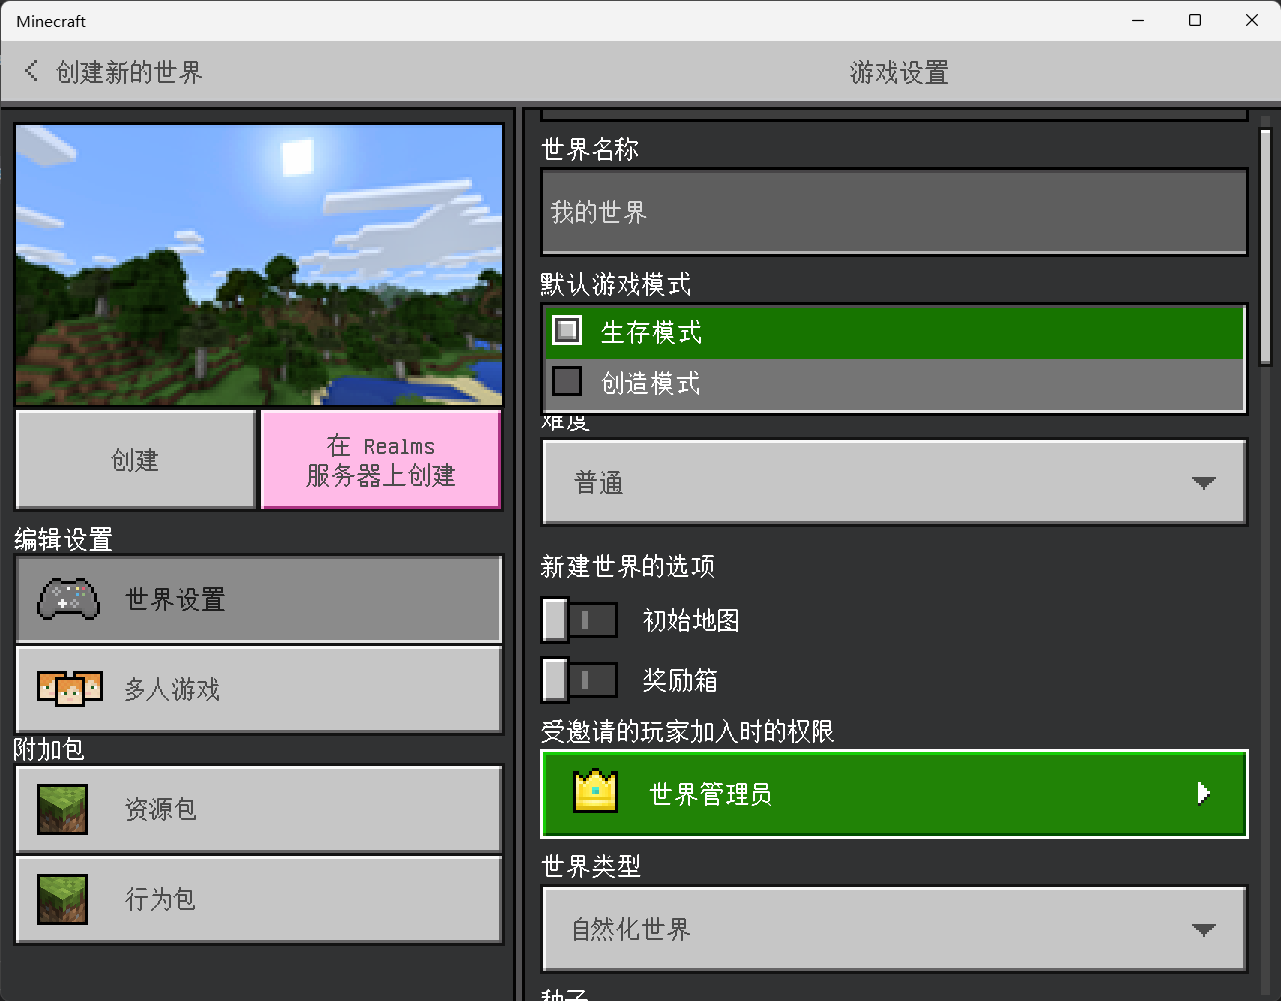 Minecraft
创建新的世界
游戏设置
创建
在 Realms
服务器上创建
编辑设置
世界设置
多人游戏
附加包
资源包
行为包
世界名称
我的世界
默认游戏模式
生存模式
创造模式
难度
普通
新建世界的选项
初始地图
奖励箱
受邀请的玩家加入时的权限
世界管理员
世界类型
自然化世界
种子